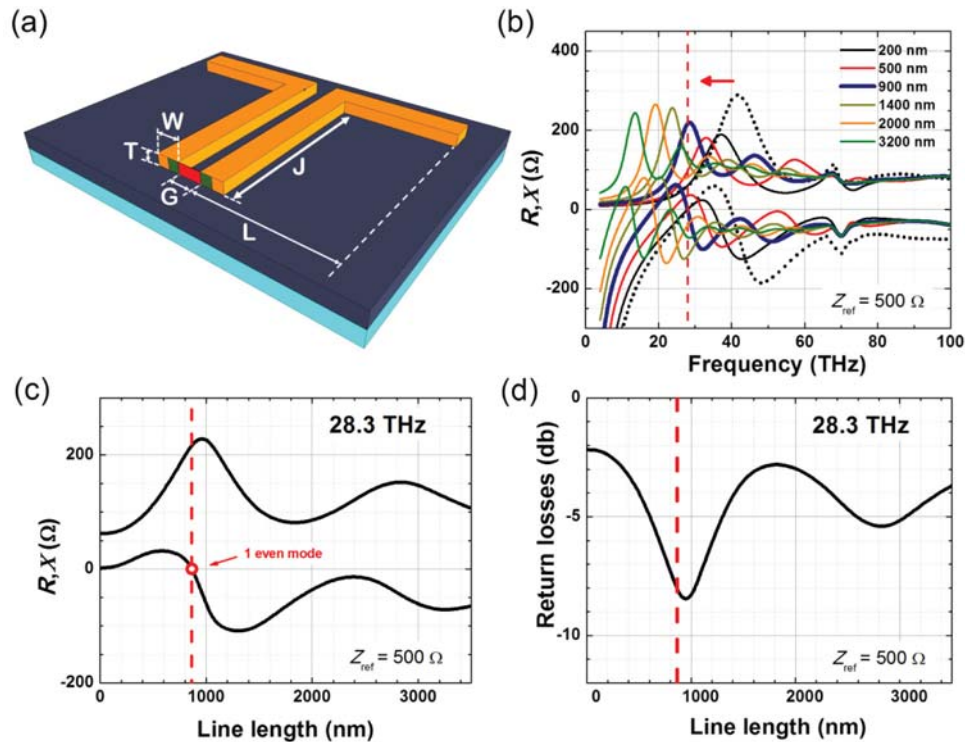 (a)
W
T
G
J
L
(b)
R,X (Ω)
400
200
0
-200
200 nm
500 nm
900 nm
1400 nm
2000 nm
3200 nm
Zref = 500 Ω
0 20 40 60 80 100
Frequency (THz)
(c)
R,X (Ω)
200
0
-200
28.3 THz
1 even mode
Zref = 500 Ω
0 1000 2000 3000
Line length (nm)
(d)
Return losses (db)
0
-5
-10
28.3 THz
Zref = 500 Ω
0 1000 2000 3000
Line length (nm)